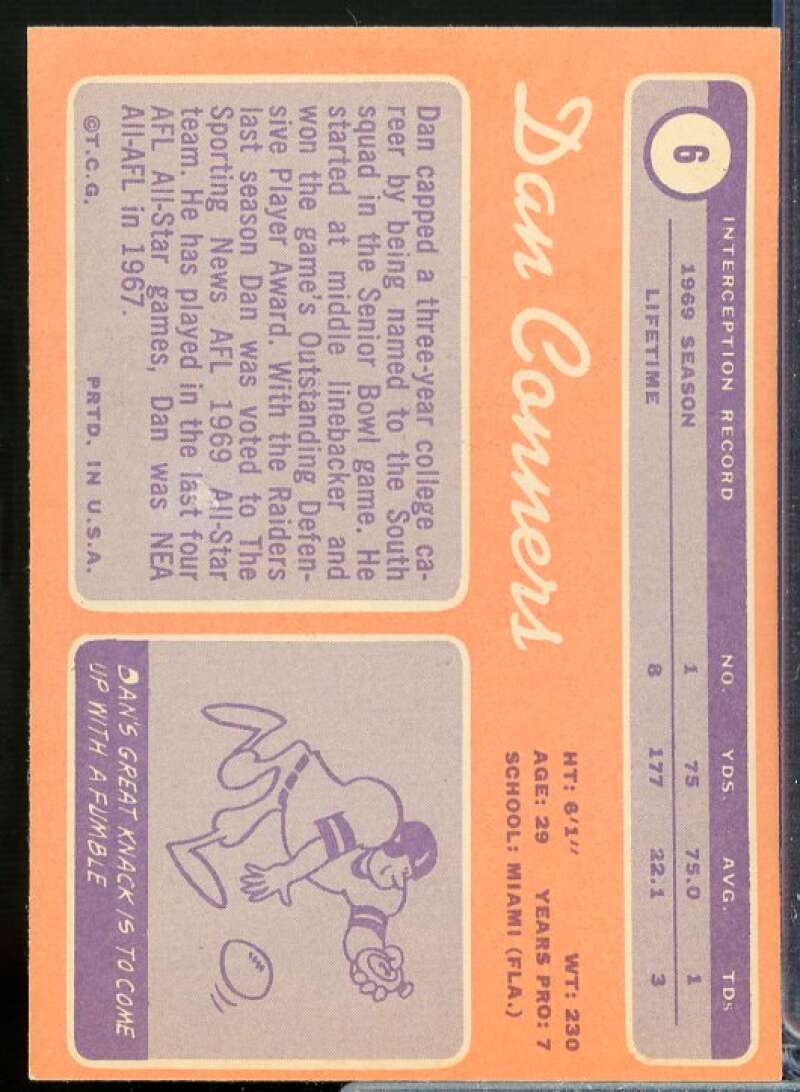 6
INTERCEPTION RECORD NO. YDS. AVG. TDS
1969 SEASON 1 75 75.0 1
LIFETIME 8 177 22.1 3
Dan Conners
HT: 6'1" WT: 230
AGE: 29 YEARS PRO: 7
SCHOOL: MIAMI (FLA.)
Dan capped a three-year college ca-
reer by being named to the South
squad in the Senior Bowl game. He
started at middle linebacker and
won the game's Outstanding Defen-
sive Player Award. With the Raiders
last season Dan was voted to The
Sporting News AFL 1969 All-Star
team. He has played in the last four
AFL All-Star games, Dan was NEA
All-AFL in 1967.
©T.C.G. PRTD. IN U.S.A.
DAN'S GREAT KNACK IS TO COME
UP WITH A FUMBLE